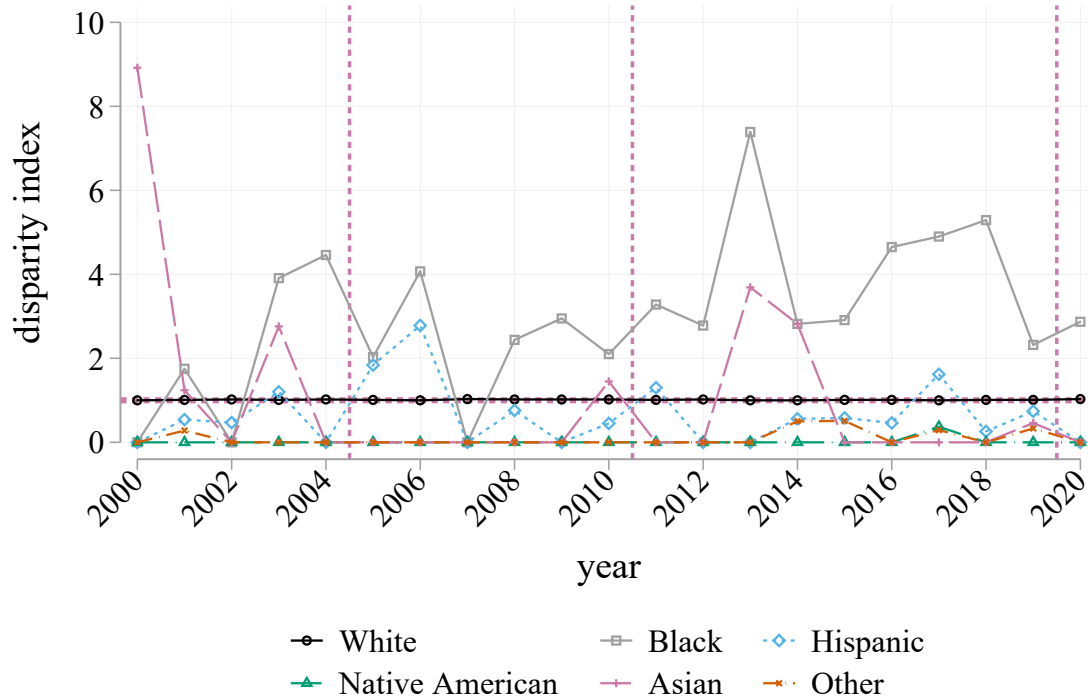 10
8
6
4
2
0
disparity index
2000 2002 2004 2006 2008 2010 2012 2014 2016 2018 2020
year
White Black Hispanic
Native American Asian Other